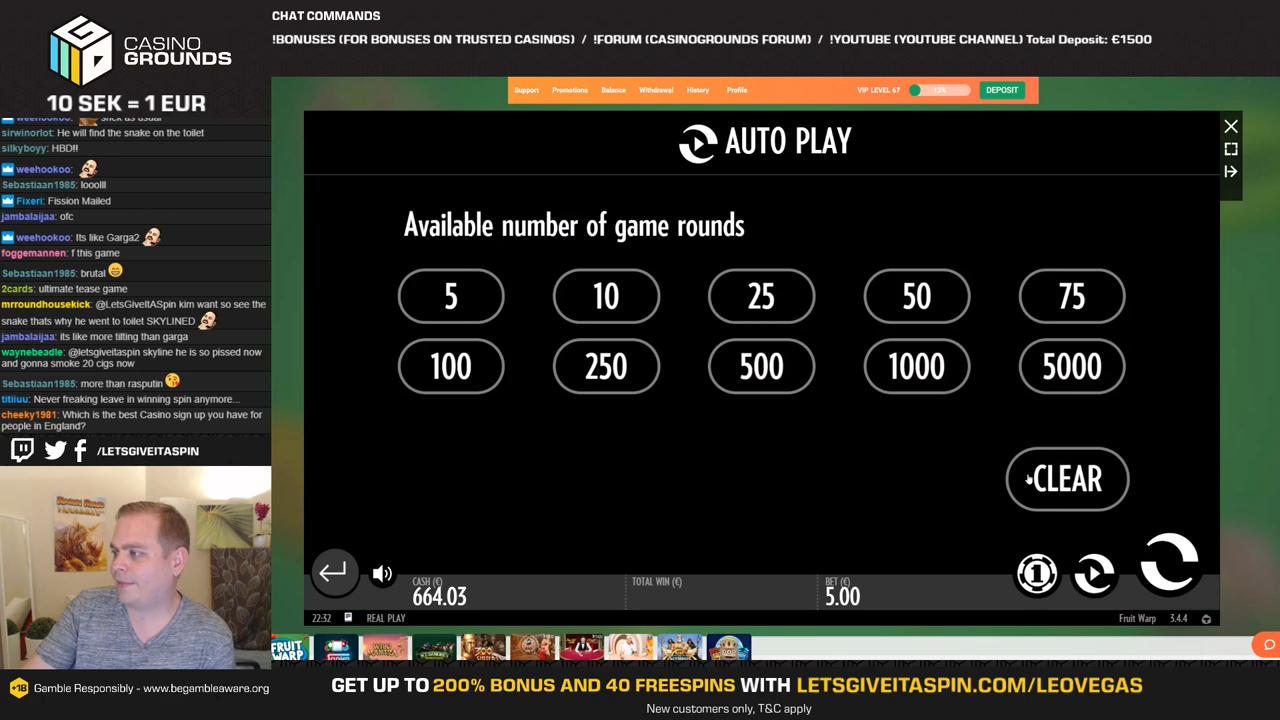 CASINO
GROUNDS
10 SEK = 1 EUR
CHAT COMMANDS
!BONUSES (FOR BONUSES ON TRUSTED CASINOS) / !FORUM (CASINOGROUNDS FORUM) / !YOUTUBE (YOUTUBE CHANNEL) Total Deposit: €1500
Support Promotions Balance Withdrawal History Profile VIP LEVEL 67 13% DEPOSIT
weehookoo: snek as usual
sirwinorlot: He will find the snake on the toilet
silkyboyy: HBD!!
weehookoo:
Sebastiaan1985: looolll
Fixeri: Fission Mailed
jambalaijaa: ofc
weehookoo: Its like Garga2
foggemannen: f this game
Sebastiaan1985: brutal
2cards: ultimate tease game
mrroundhousekick: @LetsGiveItASpin kim want so see the
snake thats why he went to toilet SKYLINED
jambalaijaa: its like more tilting than garga
waynebeadle: @letsgiveitaspin skyline he is so pissed now
and gonna smoke 20 cigs now
Sebastiaan1985: more than rasputin
titiiuu: Never freaking leave in winning spin anymore...
cheeky1981: Which is the best Casino sign up you have for
people in England?
/LETSGIVEITASPIN
AUTO PLAY
Available number of game rounds
5 10 25 50 75
100 250 500 1000 5000
CLEAR
CASH (€) TOTAL WIN (€) BET (€)
664.03 5.00
22:32 REAL PLAY Fruit Warp 3.4.4
FRUIT
WARP
+18 Gamble Responsibly - www.begambleaware.org
GET UP TO 200% BONUS AND 40 FREESPINS WITH LETSGIVEITASPIN.COM/LEOVEGAS
New customers only, T&C apply